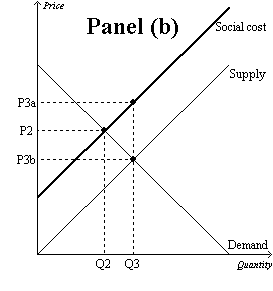 Price
Panel (b)
Social cost
Supply
P3a
P2
P3b
Demand
Q2
Q3
Quantity